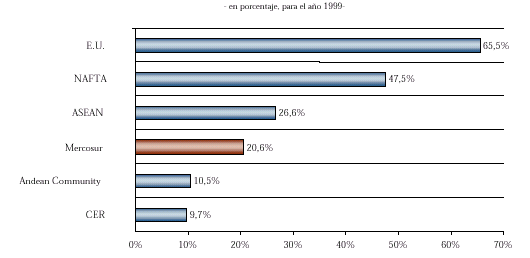 - en porcentaje, para el año 1999-
E.U. 65,5%
NAFTA 47,5%
ASEAN 26,6%
Mercosur 20,6%
Andean Community 10,5%
CER 9,7%
0% 10% 20% 30% 40% 50% 60% 70%